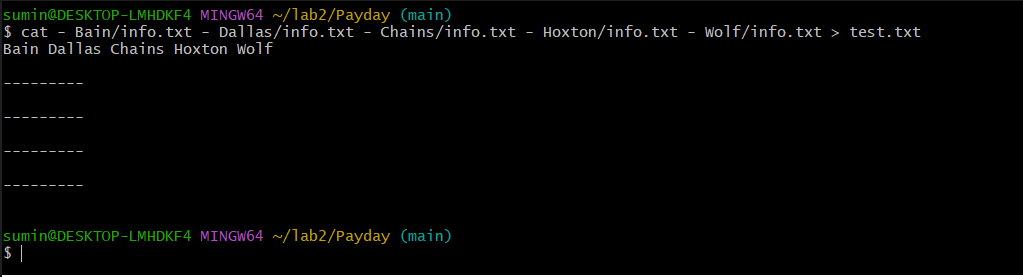 sumin@DESKTOP-LMHDKF4 MINGW64 ~/lab2/Payday (main)
$ cat - Bain/info.txt - Dallas/info.txt - Chains/info.txt - Hoxton/info.txt - Wolf/info.txt > test.txt
Bain Dallas Chains Hoxton Wolf
---------
---------
---------
---------
sumin@DESKTOP-LMHDKF4 MINGW64 ~/lab2/Payday (main)
$